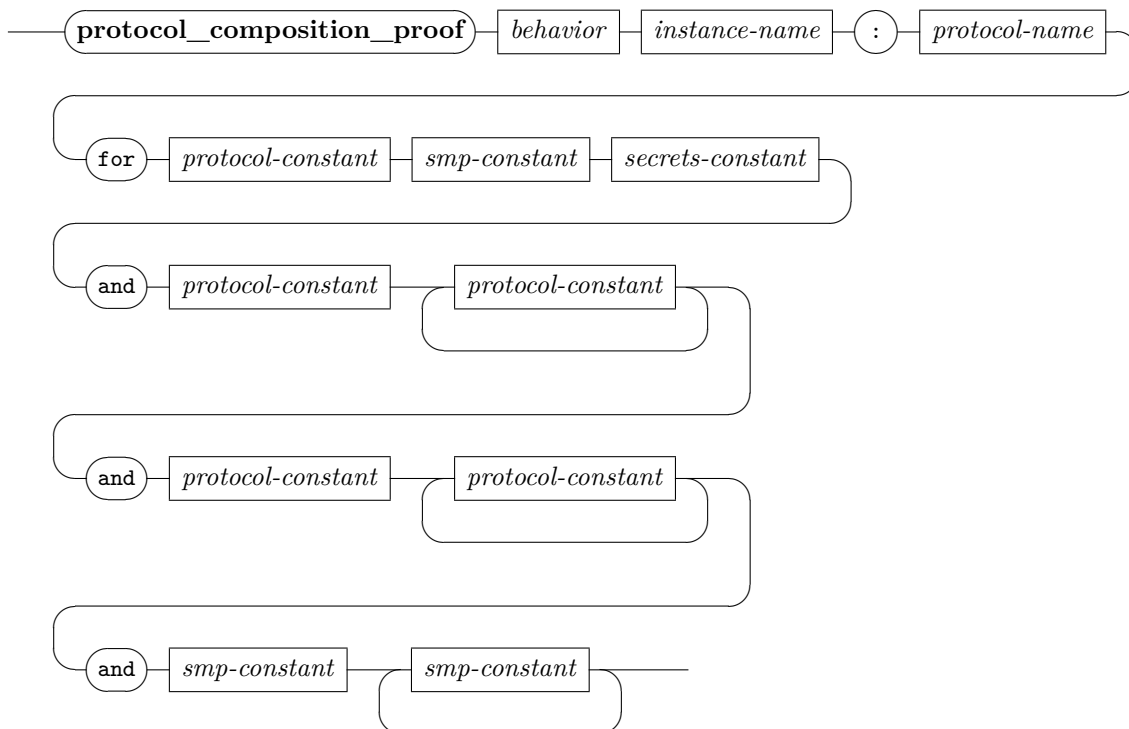 protocol_composition_proof behavior instance-name : protocol-name
for protocol-constant smp-constant secrets-constant
and protocol-constant protocol-constant
and protocol-constant protocol-constant
and smp-constant smp-constant